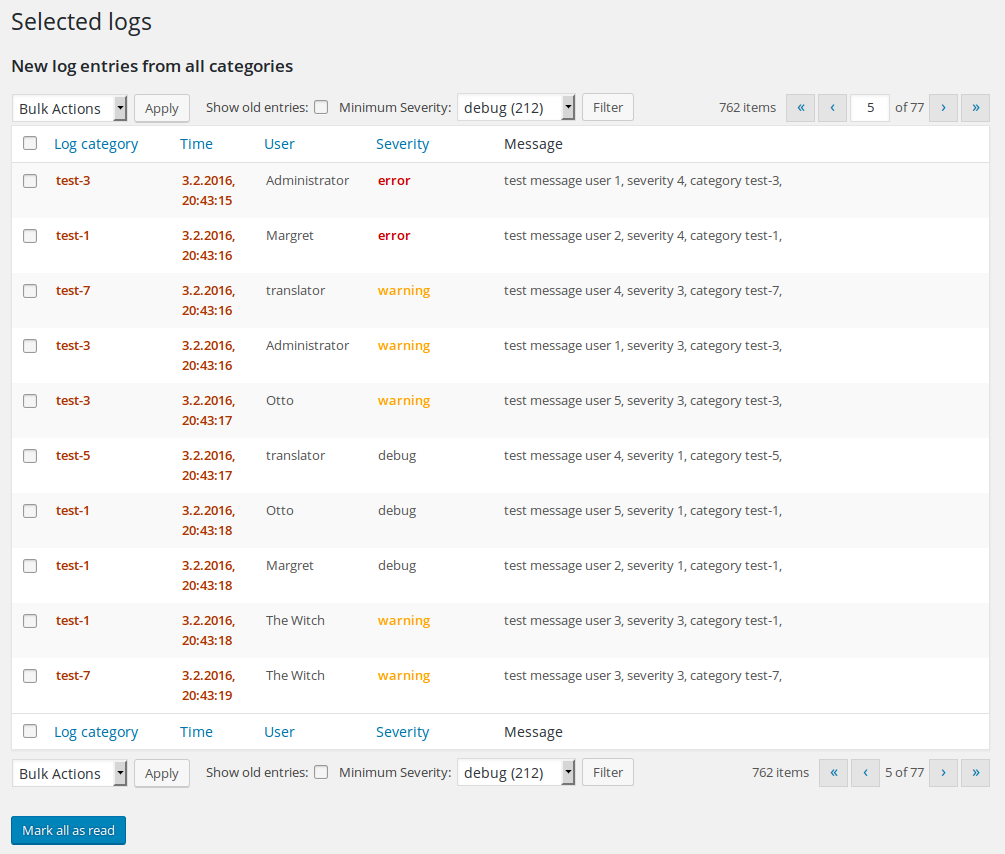 Selected logs
New log entries from all categories
Bulk Actions Apply Show old entries: Minimum Severity: debug (212) Filter 762 items « ‹ 5 of 77 › »
Log category Time User Severity Message
test-3 3.2.2016, Administrator error test message user 1, severity 4, category test-3,
20:43:15
test-1 3.2.2016, Margret error test message user 2, severity 4, category test-1,
20:43:16
test-7 3.2.2016, translator warning test message user 4, severity 3, category test-7,
20:43:16
test-3 3.2.2016, Administrator warning test message user 1, severity 3, category test-3,
20:43:16
test-3 3.2.2016, Otto warning test message user 5, severity 3, category test-3,
20:43:17
test-5 3.2.2016, translator debug test message user 4, severity 1, category test-5,
20:43:17
test-1 3.2.2016, Otto debug test message user 5, severity 1, category test-1,
20:43:18
test-1 3.2.2016, Margret debug test message user 2, severity 1, category test-1,
20:43:18
test-1 3.2.2016, The Witch warning test message user 3, severity 3, category test-1,
20:43:18
test-7 3.2.2016, The Witch warning test message user 3, severity 3, category test-7,
20:43:19
Log category Time User Severity Message
Bulk Actions Apply Show old entries: Minimum Severity: debug (212) Filter 762 items « ‹ 5 of 77 › »
Mark all as read